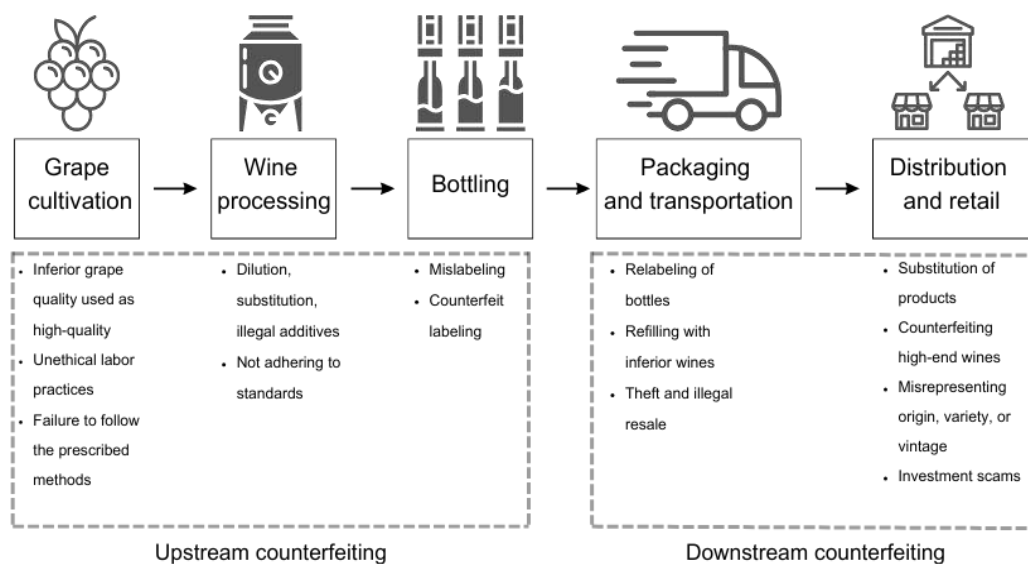 Grape
cultivation
Wine
processing
Bottling
Packaging
and transportation
Distribution
and retail
• Inferior grape
quality used as
high-quality
• Unethical labor
practices
• Failure to follow
the prescribed
methods
• Dilution,
substitution,
illegal additives
• Not adhering to
standards
• Mislabeling
• Counterfeit
labeling
• Relabeling of
bottles
• Refilling with
inferior wines
• Theft and illegal
resale
• Substitution of
products
• Counterfeiting
high-end wines
• Misrepresenting
origin, variety, or
vintage
• Investment scams
Upstream counterfeiting
Downstream counterfeiting